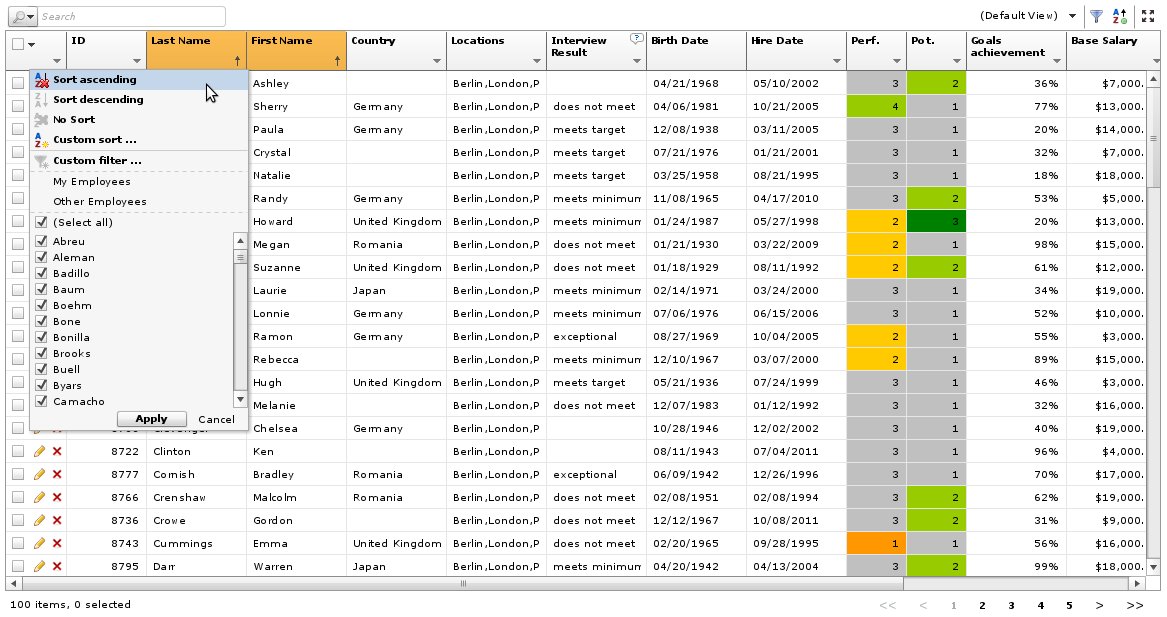 Search
(Default View)
ID Last Name First Name Country Locations Interview Result Birth Date Hire Date Perf. Pot. Goals achievement Base Salary
Sort ascending
Sort descending
No Sort
Custom sort ...
Custom filter ...
My Employees
Other Employees
(Select all)
Abreu
Aleman
Badillo
Baum
Boehm
Bone
Bonilla
Brooks
Buell
Byars
Camacho
Apply Cancel
Ashley Berlin,London,P 04/21/1968 05/10/2002 3 2 36% $7,000.
Sherry Germany Berlin,London,P does not meet 04/06/1981 10/21/2005 4 1 77% $13,000.
Paula Germany Berlin,London,P meets target 12/08/1938 03/11/2005 3 1 20% $14,000.
Crystal Berlin,London,P meets target 07/21/1976 01/21/2001 3 1 32% $7,000.
Natalie Berlin,London,P meets target 03/25/1958 08/21/1995 3 1 18% $18,000.
Randy Berlin,London,P meets minimum 11/08/1965 04/17/2010 3 2 53% $5,000.
Howard United Kingdom Berlin,London,P meets minimum 01/24/1987 05/27/1998 2 3 20% $13,000.
Megan Romania Berlin,London,P does not meet 01/21/1930 03/22/2009 2 1 98% $15,000.
Suzanne United Kingdom Berlin,London,P does not meet 01/18/1929 08/11/1992 2 2 61% $12,000.
Laurie Japan Berlin,London,P meets minimum 02/14/1971 03/24/2000 3 1 34% $19,000.
Lonnie Germany Berlin,London,P meets minimum 07/06/1976 06/15/2006 3 1 52% $10,000.
Ramon Germany Berlin,London,P exceptional 08/27/1969 10/04/2005 2 1 55% $3,000.
Rebecca Berlin,London,P meets minimum 12/10/1967 03/07/2000 2 1 89% $15,000.
Hugh United Kingdom Berlin,London,P meets target 05/21/1936 07/24/1999 3 1 46% $3,000.
Melanie Berlin,London,P does not meet 12/07/1983 01/12/1992 3 1 32% $16,000.
Chelsea Germany Berlin,London,P 10/28/1946 12/02/2002 3 1 40% $19,000.
8722 Clinton Ken Berlin,London,P 08/11/1943 07/04/2011 3 1 96% $4,000.
8777 Cornish Bradley Romania Berlin,London,P exceptional 06/09/1942 12/26/1996 3 1 70% $17,000.
8766 Crenshaw Malcolm Romania Berlin,London,P does not meet 02/08/1951 02/08/1994 3 2 62% $19,000.
8736 Crowe Gordon Berlin,London,P does not meet 12/12/1967 10/08/2011 3 2 31% $9,000.
8743 Cummings Emma United Kingdom Berlin,London,P does not meet 02/20/1965 09/28/1995 1 1 56% $16,000.
8795 Darr Warren Japan Berlin,London,P meets minimum 04/20/1942 04/13/2004 3 2 99% $18,000.
100 items, 0 selected
<< < 1 2 3 4 5 > >>